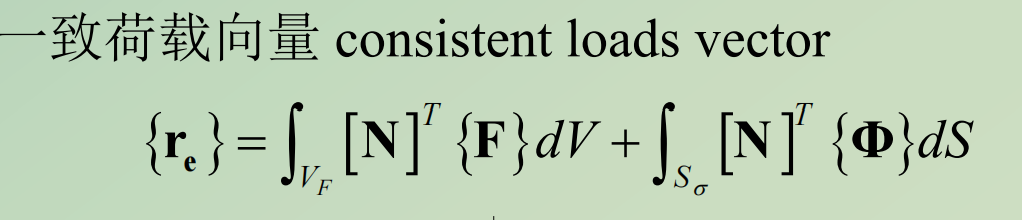 一致荷载向量 consistent loads vector
{r_e} = ∫_{V_F} [N]^T {F}dV + ∫_{S_σ} [N]^T {Φ}dS